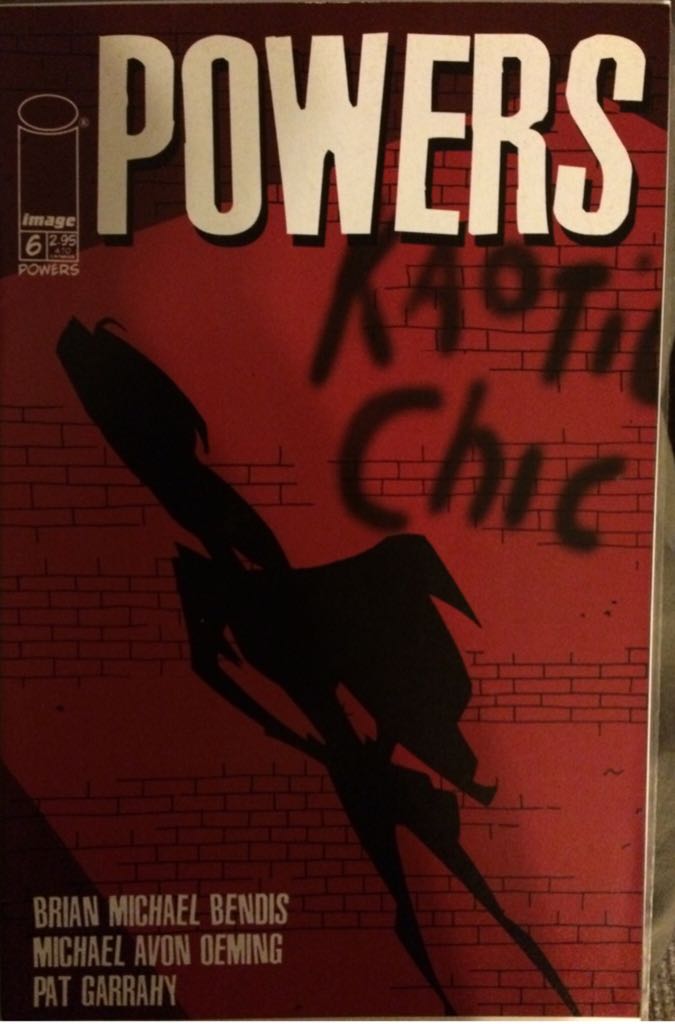 POWERS
image
6 2.95
POWERS
KAOTIC
Chic
BRIAN MICHAEL BENDIS
MICHAEL AVON OEMING
PAT GARRAHY